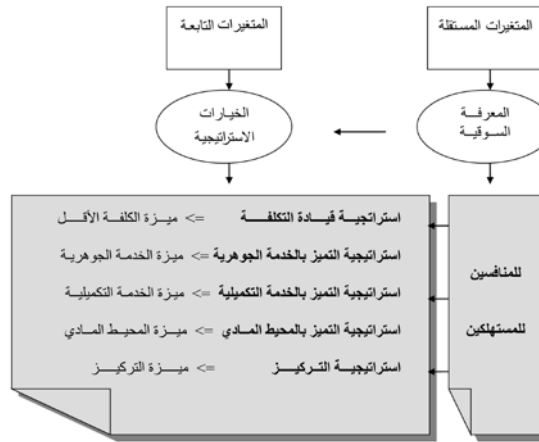 المتغيرات المستقلة
المتغيرات التابعة
المعرفة
السوقية
الخيارات
الاستراتيجية
للمنافسين
للمستهلكين
استراتجية قيادة التكلفة <= ميزة الكلفة الأقل
استراتيجية التميز بالخدمة الجوهرية <= ميزة الخدمة الجوهرية
استراتيجية التميز بالخدمة التكميلية <= ميزة الخدمة التكميلية
استراتيجية التميز بالمحيط المادي <= ميزة المحيط المادي
استراتيجية التركيز <= ميزة التركيز